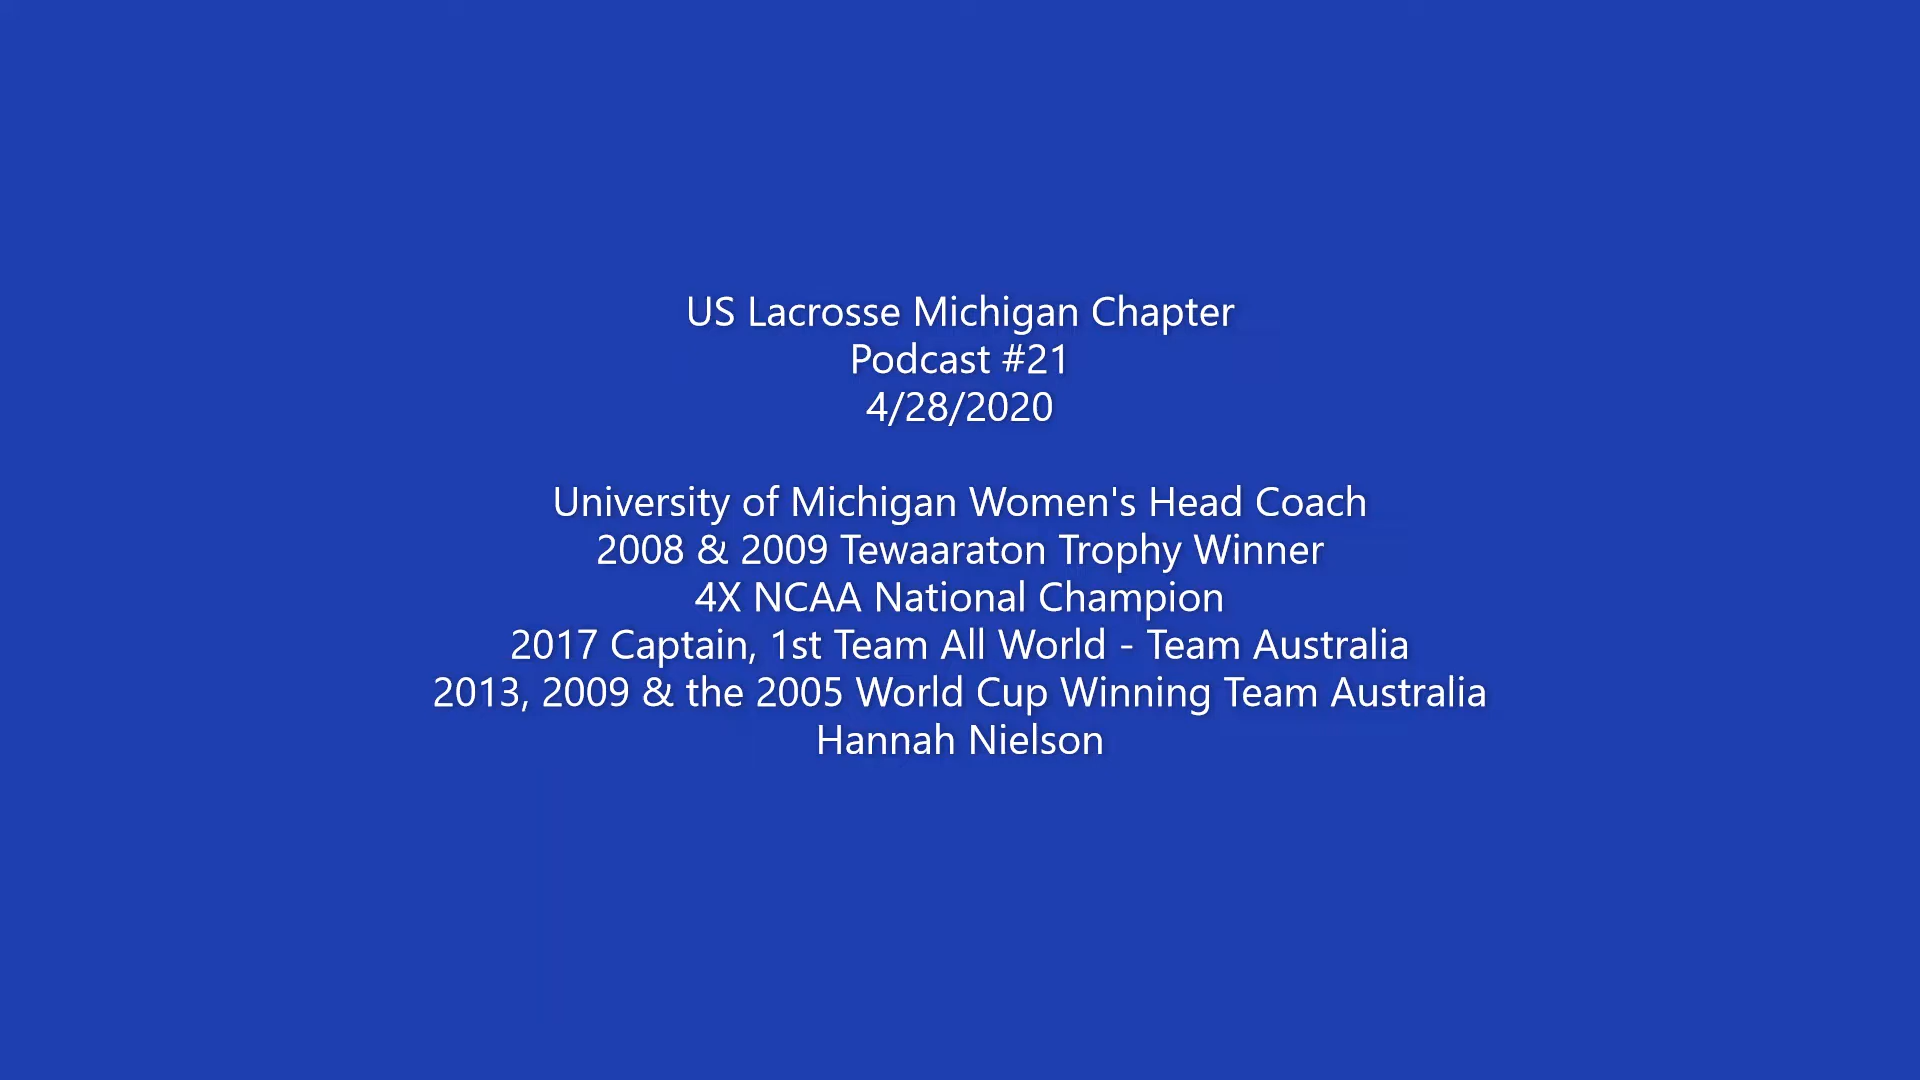 US Lacrosse Michigan Chapter
Podcast #21
4/28/2020
University of Michigan Women's Head Coach
2008 & 2009 Tewaaraton Trophy Winner
4X NCAA National Champion
2017 Captain, 1st Team All World - Team Australia
2013, 2009 & the 2005 World Cup Winning Team Australia
Hannah Nielson